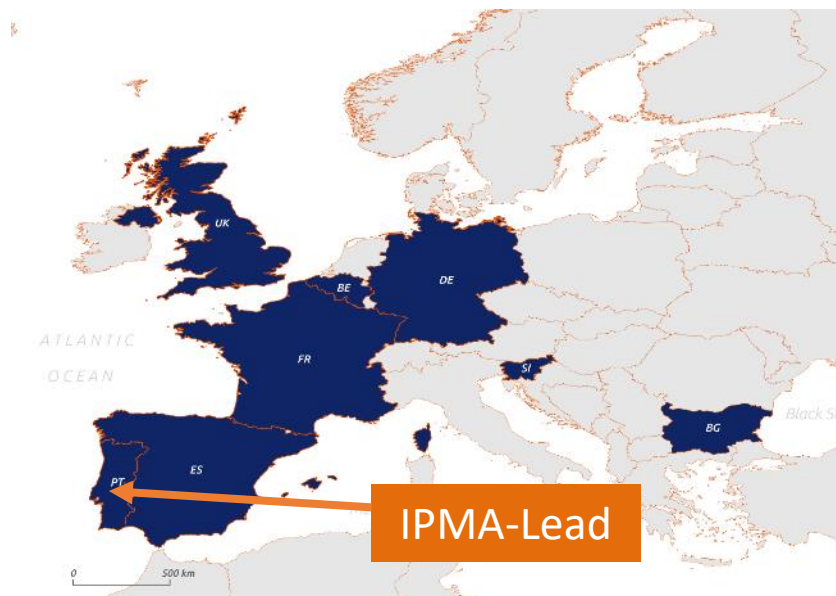 UK
BE
DE
ATLANTIC
OCEAN
FR
SI
BG
Black
ES
PT
IPMA-Lead
0
500 km